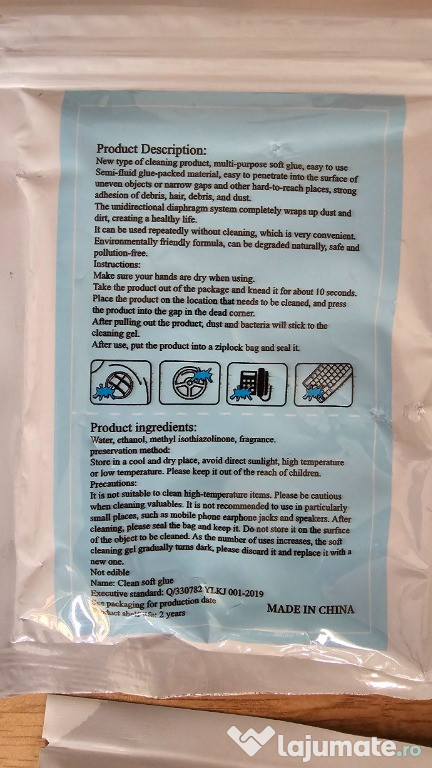 Product Description:
New type of cleaning product, multi-purpose soft glue, easy to use
Semi-fluid glue-packed material, easy to penetrate into the surface of
uneven objects or narrow gaps and other hard-to-reach places, strong
adhesion of debris, hair, debris, and dust.
The unidirectional diaphragm system completely wraps up dust and
dirt, creating a healthy life.
It can be used repeatedly without cleaning, which is very convenient.
Environmentally friendly formula, can be degraded naturally, safe and
pollution-free.
Instructions:
Make sure your hands are dry when using.
Take the product out of the package and knead it for about 10 seconds.
Place the product on the location that needs to be cleaned, and press
the product into the gap in the dead corner.
After pulling out the product, dust and bacteria will stick to the
cleaning gel.
After use, put the product into a ziplock bag and seal it.
Product ingredients:
Water, ethanol, methyl isothiazolinone, fragrance.
preservation method:
Store in a cool and dry place, avoid direct sunlight, high temperature
or low temperature. Please keep it out of the reach of children.
Precautions:
It is not suitable to clean high-temperature items. Please be cautious
when cleaning valuables. It is not recommended to use in particularly
small places, such as mobile phone earphone jacks and speakers. After
cleaning, please seal the bag and keep it. Do not store it on the surface
of the object to be cleaned. As the number of uses increases, the soft
cleaning gel gradually turns dark, please discard it and replace it with a
new one.
Not edible
Name: Clean soft glue
Executive standard: Q/330782 YLKJ 001-2019
See packaging for production date
Product shelf life: 2 years
MADE IN CHINA
lajumate.ro